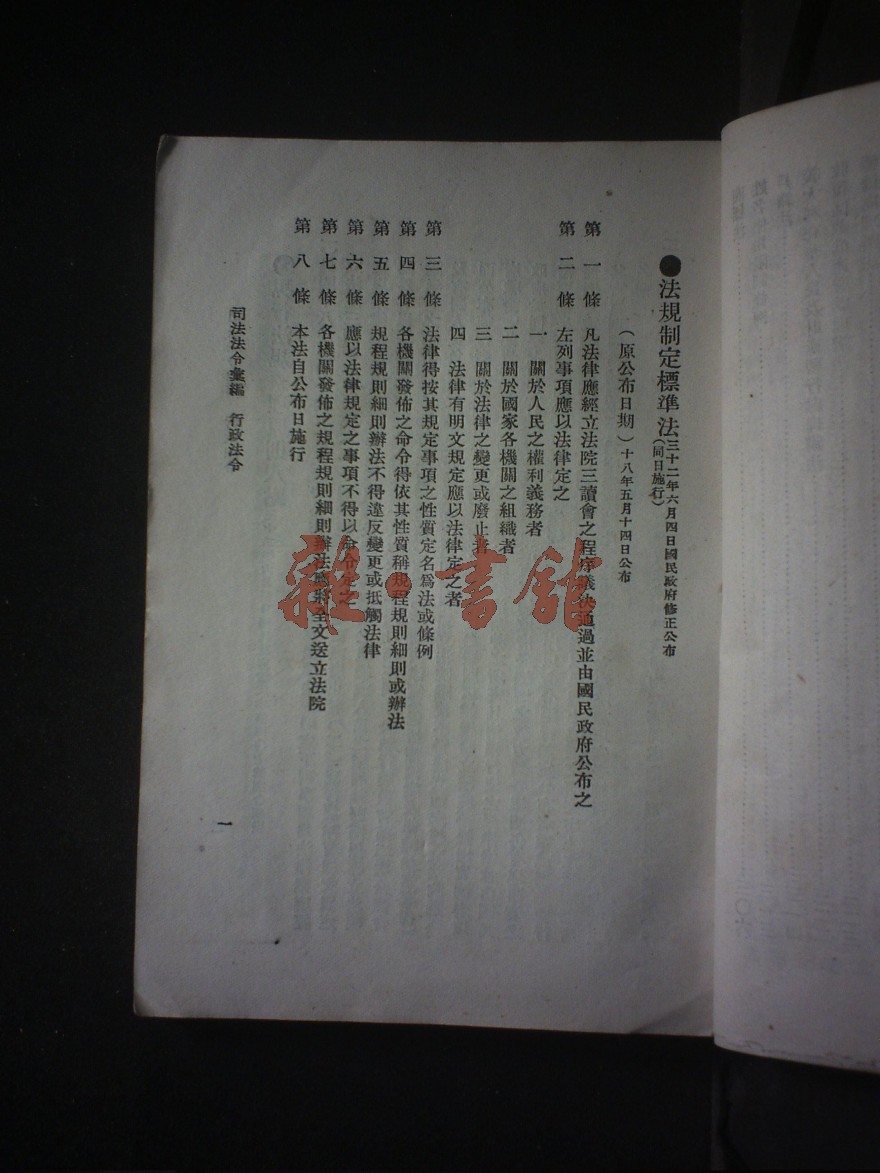 ●法規制定標準法（三十二年六月四日國民政府修正公布同日施行）
（原公布日期）十八年五月十四日公布
第一條　凡法律應經立法院三讀會之程序議決通過並由國民政府公布之
第二條　左列事項應以法律定之
一　關於人民之權利義務者
二　關於國家各機關之組織者
三　關於法律之變更或廢止者
四　法律有明文規定應以法律定之者
第三條　法律得按其規定事項之性質定名爲法或條例
第四條　各機關發佈之命令得依其性質稱規程規則細則或辦法
第五條　規程規則細則辦法不得違反變更或抵觸法律
第六條　應以法律規定之事項不得以命令定之
第七條　各機關發佈之規程規則細則辦法應將全文送立法院
第八條　本法自公布日施行
司法法令彙編　行政法令
一
雜·書館